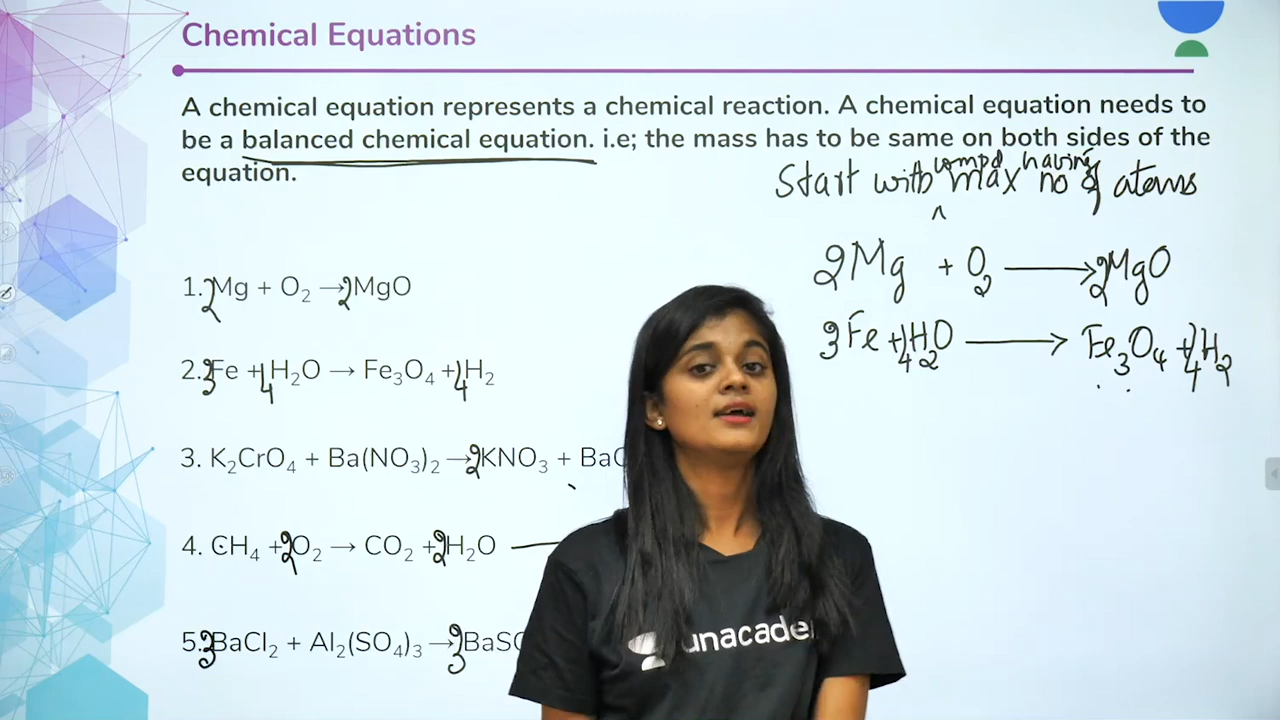 Chemical Equations
A chemical equation represents a chemical reaction. A chemical equation needs to
be a balanced chemical equation. i.e; the mass has to be same on both sides of the
equation.
Start with ^ compd having max no of atoms
1. 2Mg + O₂ → 2MgO
2. 3Fe + 4H₂O → Fe₃O₄ + 4H₂
3. K₂CrO₄ + Ba(NO₃)₂ → 2KNO₃ + BaC
4. CH₄ + 2O₂ → CO₂ + 2H₂O
5. 3BaCl₂ + Al₂(SO₄)₃ → 3BaSO
2Mg + O₂ → 2MgO
3Fe + 4H₂O → Fe₃O₄ + 4H₂
unacade